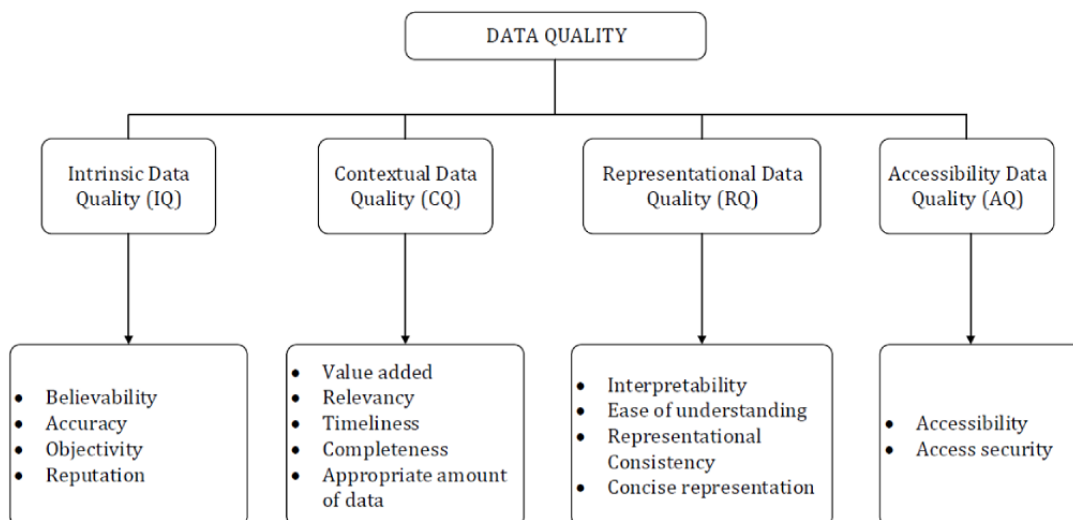 DATA QUALITY
Intrinsic Data
Quality (IQ)
Contextual Data
Quality (CQ)
Representational Data
Quality (RQ)
Accessibility Data
Quality (AQ)
• Believability
• Accuracy
• Objectivity
• Reputation
• Value added
• Relevancy
• Timeliness
• Completeness
• Appropriate amount
of data
• Interpretability
• Ease of understanding
• Representational
Consistency
• Concise representation
• Accessibility
• Access security